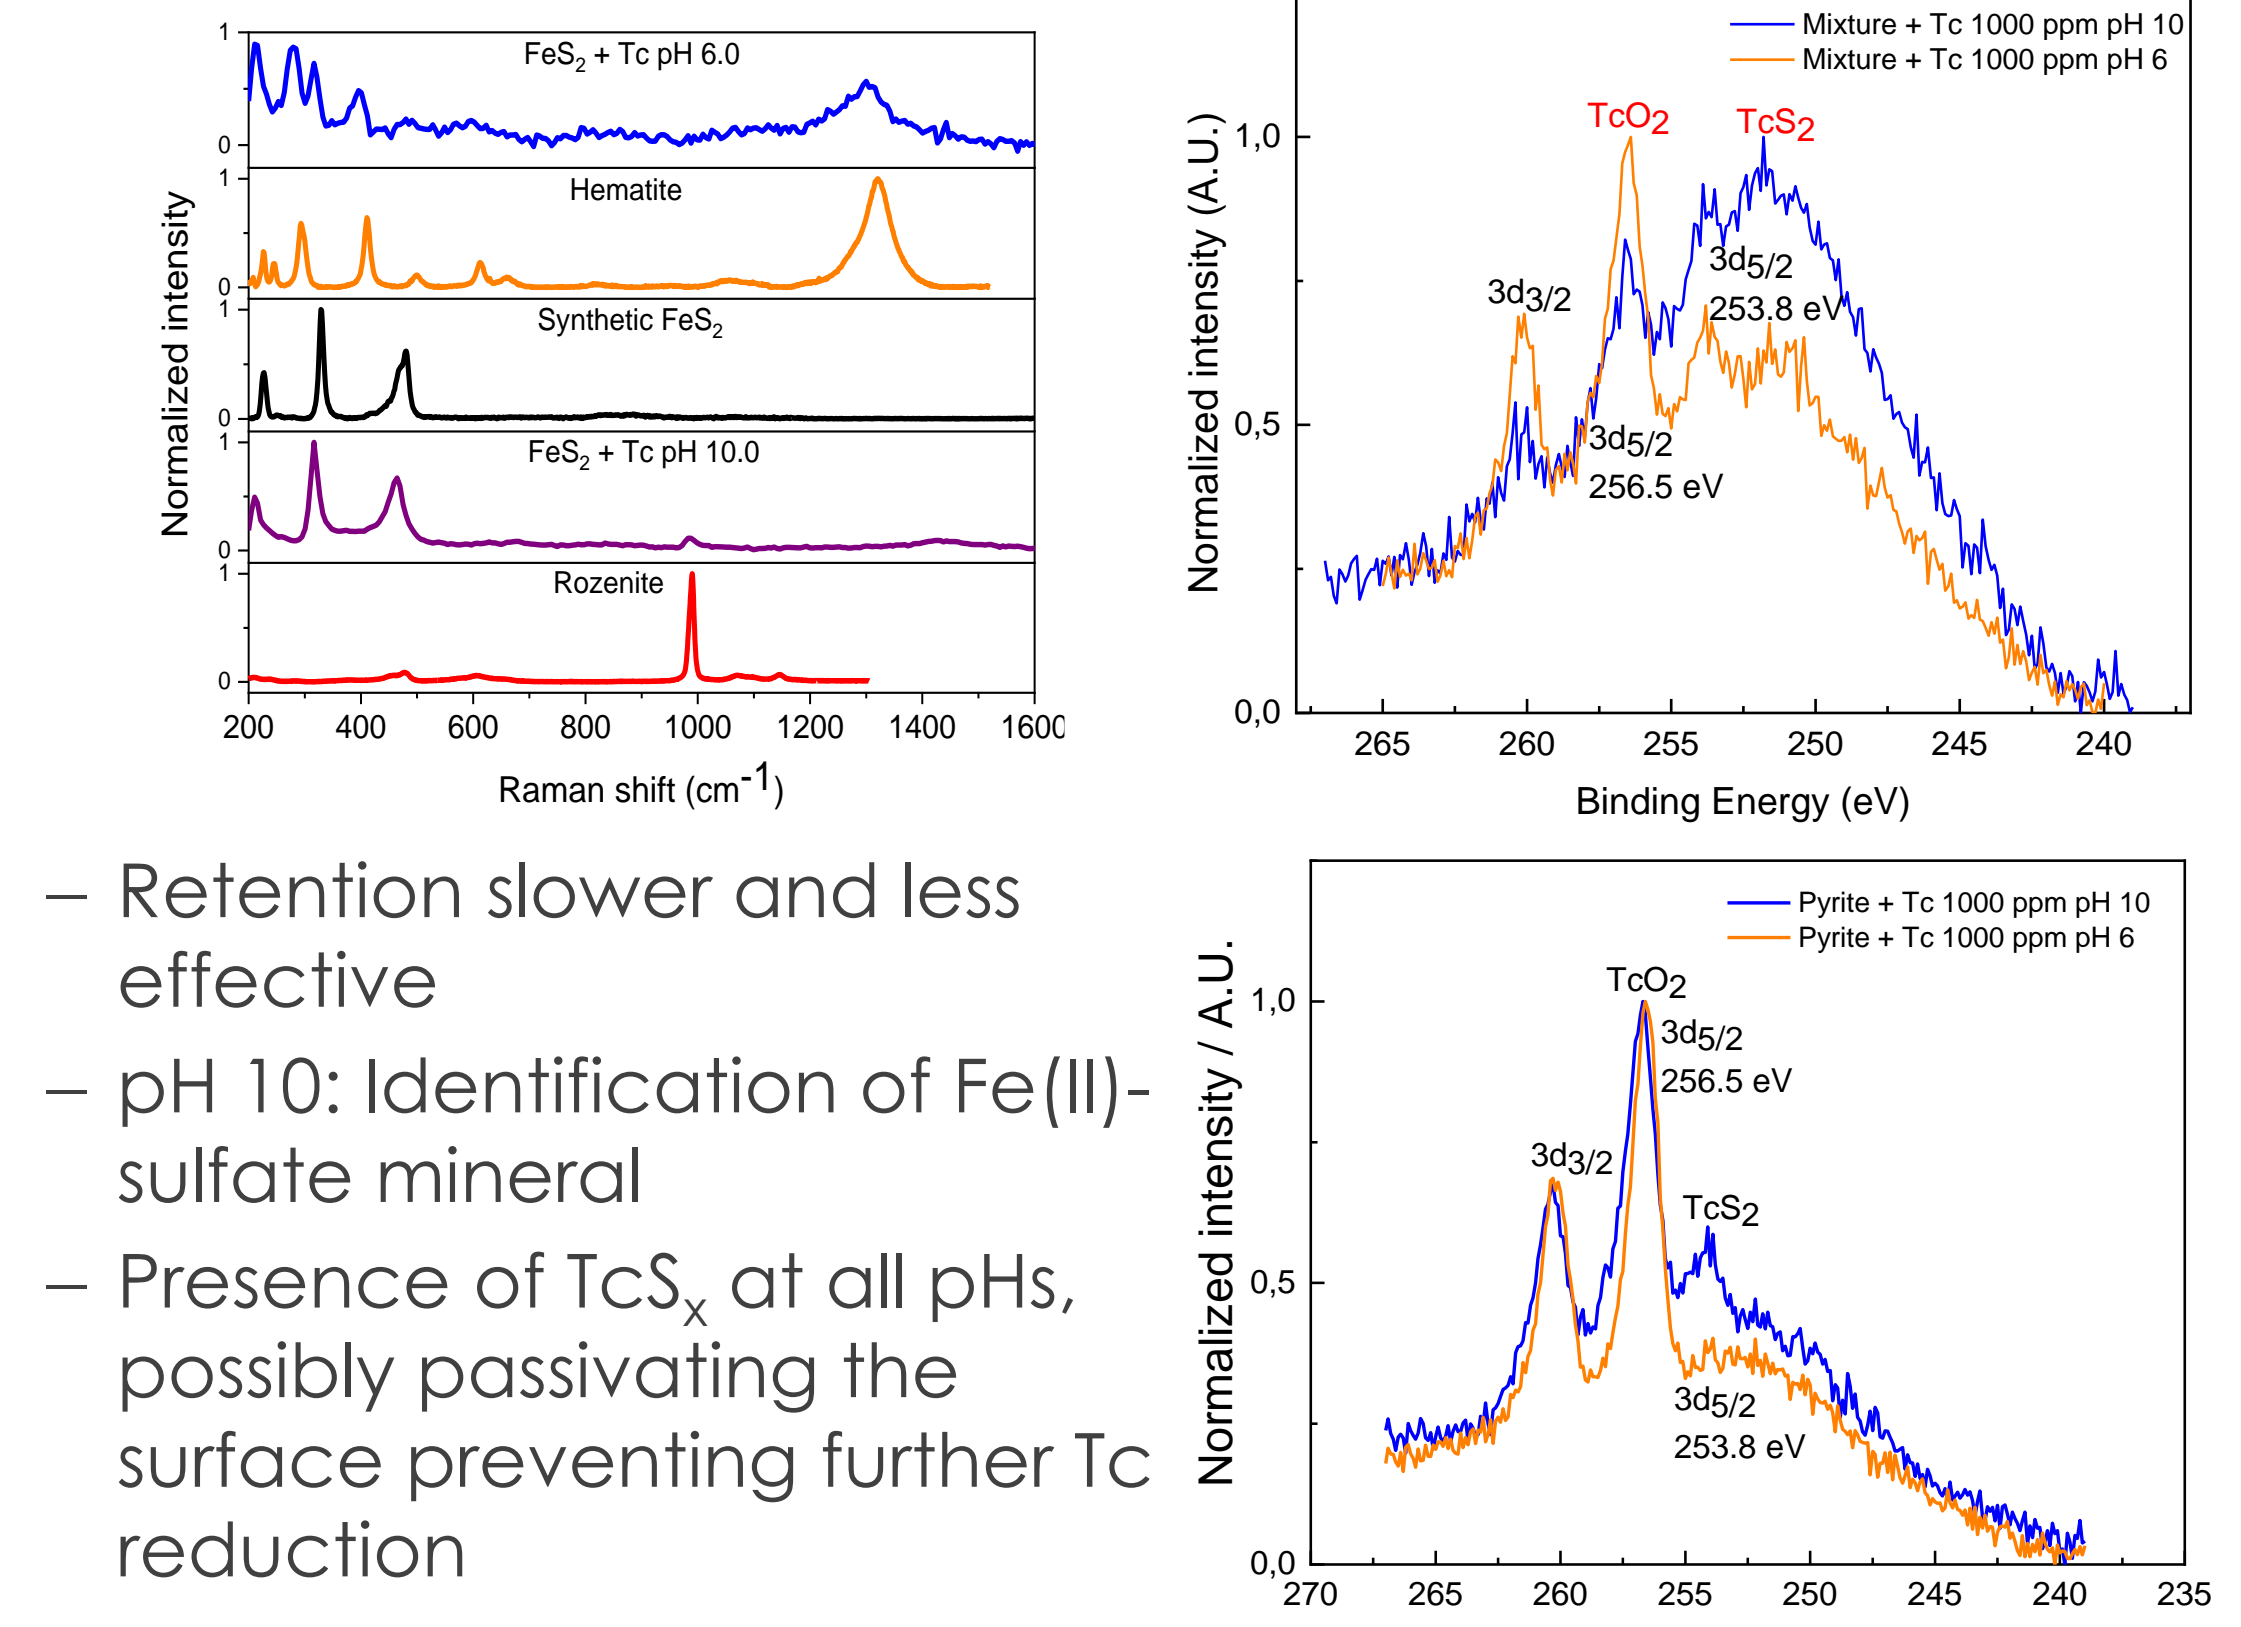 1
FeS2 + Tc pH 6.0
0
1
Hematite
0
1
Synthetic FeS2
0
1
FeS2 + Tc pH 10.0
0
1
Rozenite
0
Normalized intensity
200 400 600 800 1000 1200 1400 1600
Raman shift (cm-1)
Mixture + Tc 1000 ppm pH 10
Mixture + Tc 1000 ppm pH 6
TcO2
TcS2
1,0
3d5/2
253.8 eV
3d3/2
0,5
3d5/2
256.5 eV
0,0
Normalized intensity (A.U.)
265 260 255 250 245 240
Binding Energy (eV)
– Retention slower and less
effective
– pH 10: Identification of Fe(II)-
sulfate mineral
– Presence of TcSx at all pHs,
possibly passivating the
surface preventing further Tc
reduction
Pyrite + Tc 1000 ppm pH 10
Pyrite + Tc 1000 ppm pH 6
TcO2
1,0
3d5/2
256.5 eV
3d3/2
TcS2
0,5
3d5/2
253.8 eV
0,0
Normalized intensity / A.U.
270 265 260 255 250 245 240 235